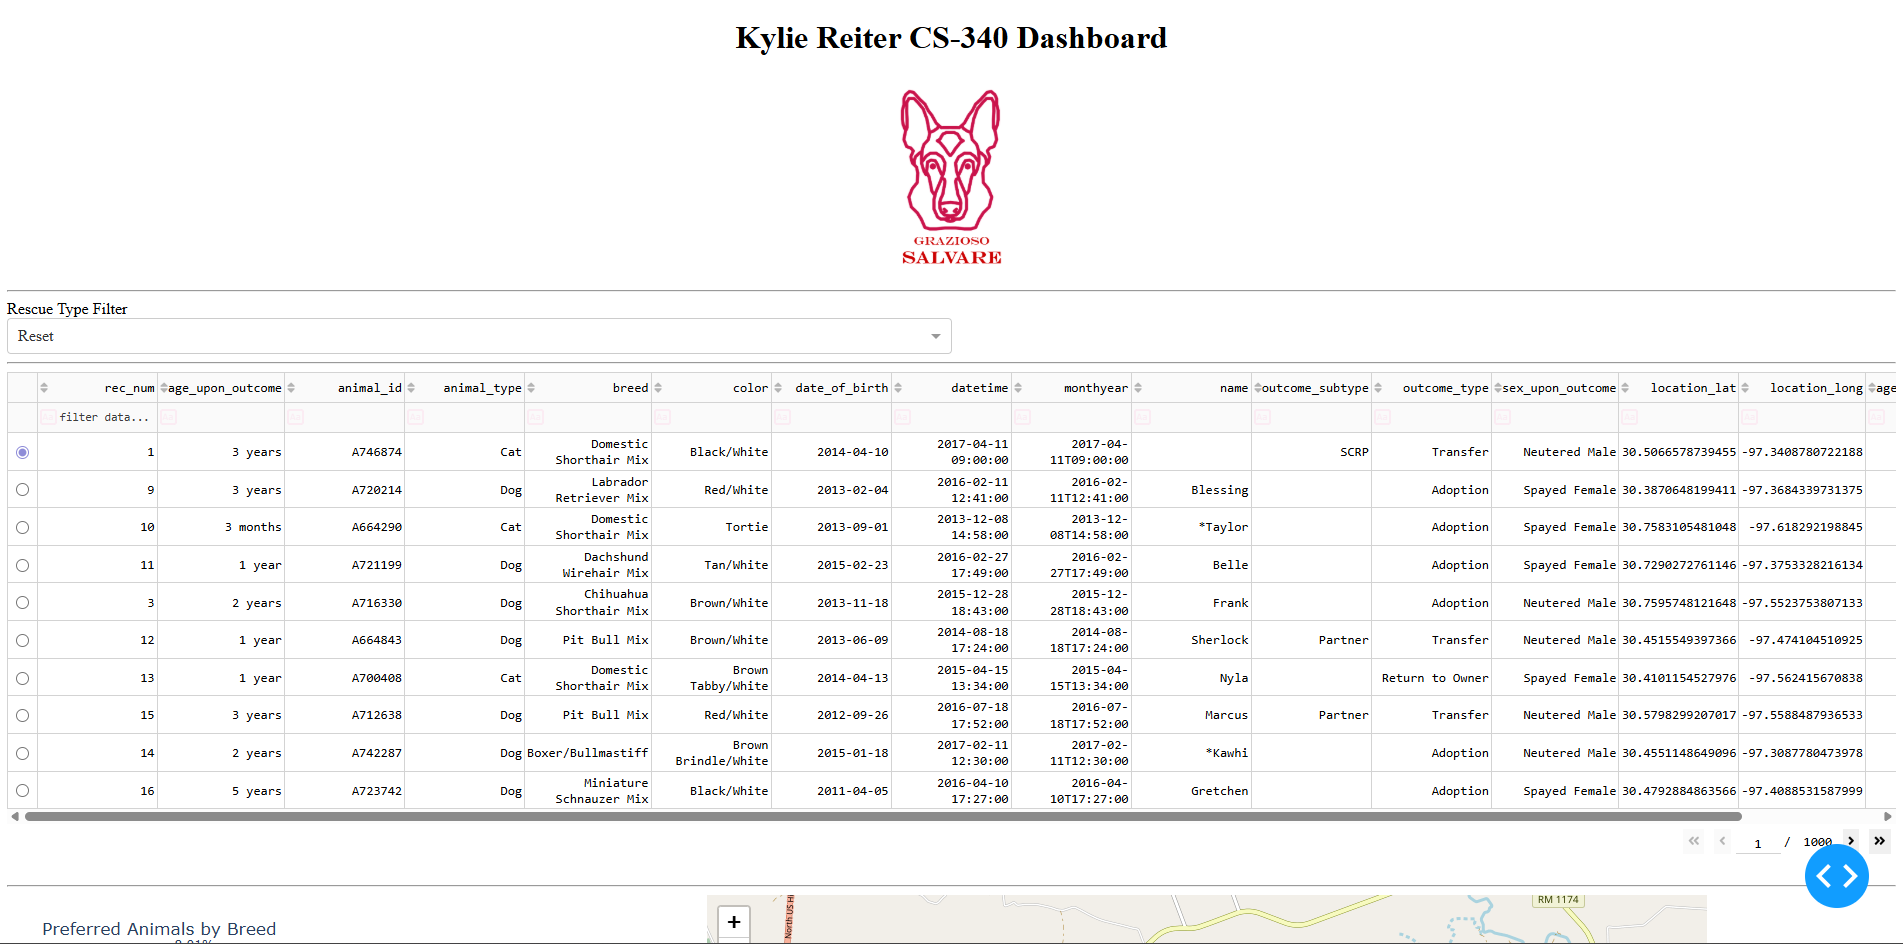 Kylie Reiter CS-340 Dashboard
GRAZIOSO
SALVARE
Rescue Type Filter
Reset
rec_num age_upon_outcome animal_id animal_type breed color date_of_birth datetime monthyear name outcome_subtype outcome_type sex_upon_outcome location_lat location_long age
filter data...
1 3 years A746874 Cat Domestic Shorthair Mix Black/White 2014-04-10 2017-04-11 09:00:00 2017-04-11T09:00:00 SCRP Transfer Neutered Male 30.5066578739455 -97.3408780722188
9 3 years A720214 Dog Labrador Retriever Mix Red/White 2013-02-04 2016-02-11 12:41:00 2016-02-11T12:41:00 Blessing Adoption Spayed Female 30.3870648199411 -97.3684339731375
10 3 months A664290 Cat Domestic Shorthair Mix Tortie 2013-09-01 2013-12-08 14:58:00 2013-12-08T14:58:00 *Taylor Adoption Spayed Female 30.7583105481048 -97.618292198845
11 1 year A721199 Dog Dachshund Wirehair Mix Tan/White 2015-02-23 2016-02-27 17:49:00 2016-02-27T17:49:00 Belle Adoption Spayed Female 30.7290272761146 -97.3753328216134
3 2 years A716330 Dog Chihuahua Shorthair Mix Brown/White 2013-11-18 2015-12-28 18:43:00 2015-12-28T18:43:00 Frank Adoption Neutered Male 30.7595748121648 -97.5523753807133
12 1 year A664843 Dog Pit Bull Mix Brown/White 2013-06-09 2014-08-18 17:24:00 2014-08-18T17:24:00 Sherlock Partner Transfer Neutered Male 30.4515549397366 -97.474104510925
13 1 year A700408 Cat Domestic Shorthair Mix Brown Tabby/White 2014-04-13 2015-04-15 13:34:00 2015-04-15T13:34:00 Nyla Return to Owner Spayed Female 30.4101154527976 -97.562415670838
15 3 years A712638 Dog Pit Bull Mix Red/White 2012-09-26 2016-07-18 17:52:00 2016-07-18T17:52:00 Marcus Partner Transfer Neutered Male 30.5798299207017 -97.5588487936533
14 2 years A742287 Dog Boxer/Bullmastiff Brown Brindle/White 2015-01-18 2017-02-11 12:30:00 2017-02-11T12:30:00 *Kawhi Adoption Neutered Male 30.4551148649096 -97.3087780473978
16 5 years A723742 Dog Miniature Schnauzer Mix Black/White 2011-04-05 2016-04-10 17:27:00 2016-04-10T17:27:00 Gretchen Adoption Spayed Female 30.4792884863566 -97.4088531587999
1 / 1000
Preferred Animals by Breed
+
North US H
RM 1174